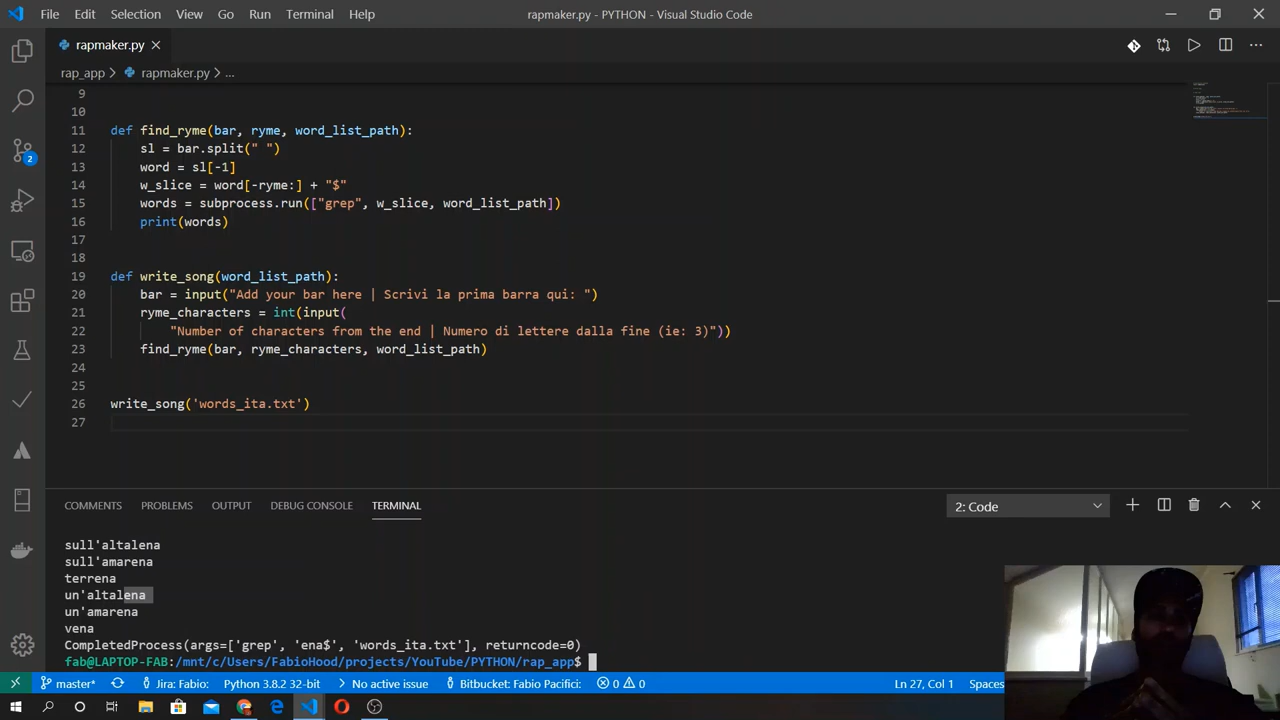 File Edit Selection View Go Run Terminal Help rapmaker.py - PYTHON - Visual Studio Code
rapmaker.py
rap_app > rapmaker.py > ...
9
10
11 def find_ryme(bar, ryme, word_list_path):
12 sl = bar.split(" ")
13 word = sl[-1]
14 w_slice = word[-ryme:] + "$"
15 words = subprocess.run(["grep", w_slice, word_list_path])
16 print(words)
17
18
19 def write_song(word_list_path):
20 bar = input("Add your bar here | Scrivi la prima barra qui: ")
21 ryme_characters = int(input(
22 "Number of characters from the end | Numero di lettere dalla fine (ie: 3)"))
23 find_ryme(bar, ryme_characters, word_list_path)
24
25
26 write_song('words_ita.txt')
27
2
COMMENTS PROBLEMS OUTPUT DEBUG CONSOLE TERMINAL 2: Code
sull'altalena
sull'amarena
terrena
un'altalena
un'amarena
vena
CompletedProcess(args=['grep', 'ena$', 'words_ita.txt'], returncode=0)
fab@LAPTOP-FAB:/mnt/c/Users/FabioHood/projects/YouTube/PYTHON/rap_app$
master* Jira: Fabio: Python 3.8.2 32-bit No active issue Bitbucket: Fabio Pacifici: 0 0 Ln 27, Col 1 Spaces